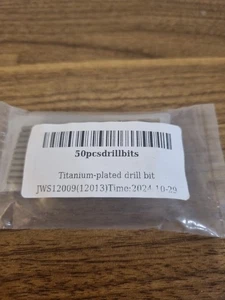 50pcsdrillbits
Titanium-plated drill bit
JWS12009(12013)Time:2024-10-29